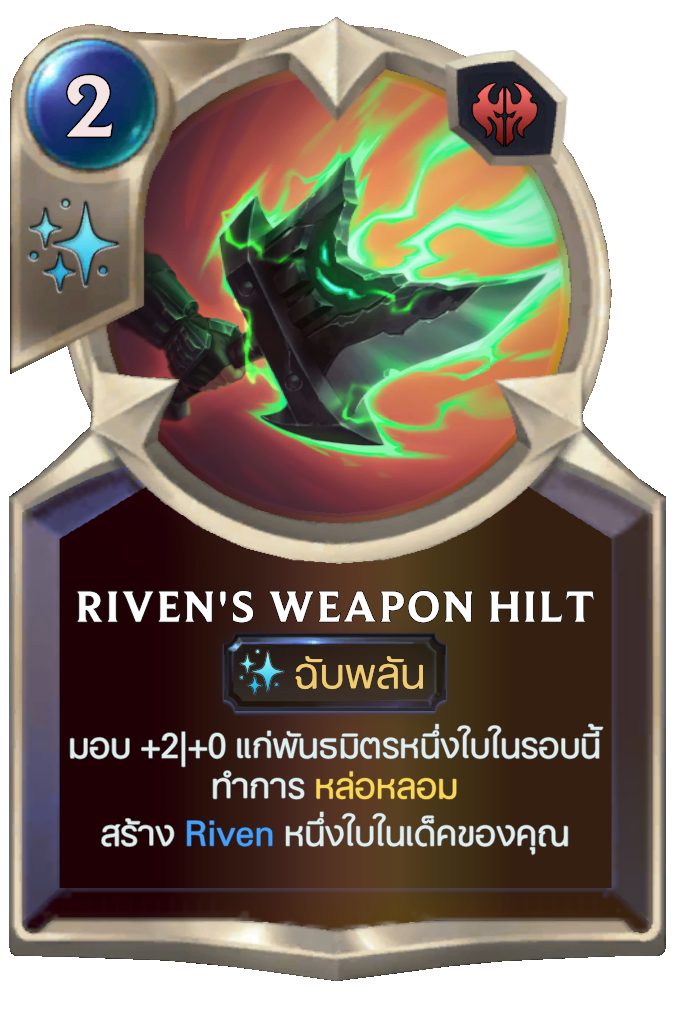 2
RIVEN'S WEAPON HILT
ฉับพลัน
มอบ +2|+0 แก่พันธมิตรหนึ่งใบในรอบนี้
ทำการ หล่อหลอม
สร้าง Riven หนึ่งใบในเด็คของคุณ